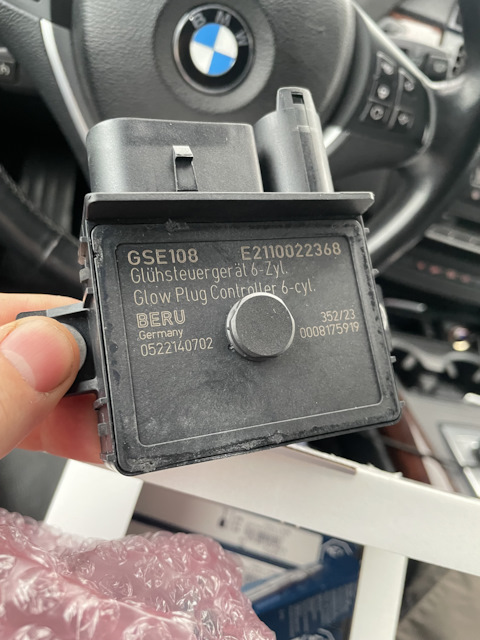 BMW
GSE108 E2110022368
Glühsteuergerät 6-Zyl.
Glow Plug Controller 6-cyl.
BERU 352/23
Germany 0008175919
0522140702